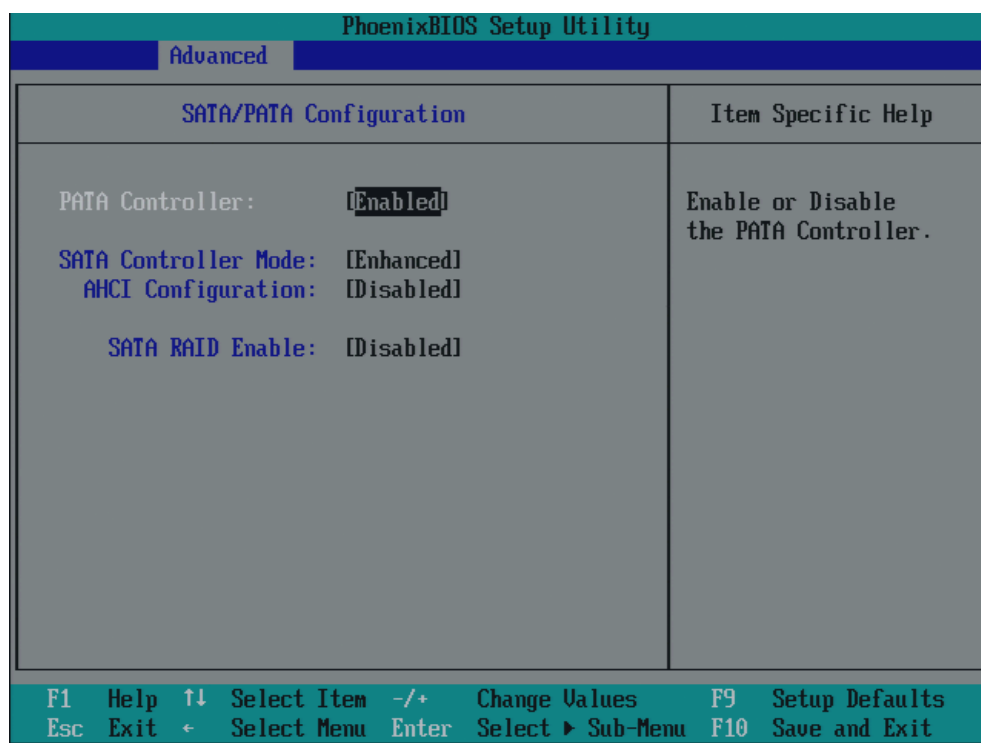 PhoenixBIOS Setup Utility
Advanced
SATA/PATA Configuration
Item Specific Help
PATA Controller: [Enabled]
SATA Controller Mode: [Enhanced]
AHCI Configuration: [Disabled]
SATA RAID Enable: [Disabled]
Enable or Disable
the PATA Controller.
F1 Help ↑↓ Select Item -/+ Change Values F9 Setup Defaults
Esc Exit ← Select Menu Enter Select ▶ Sub-Menu F10 Save and Exit